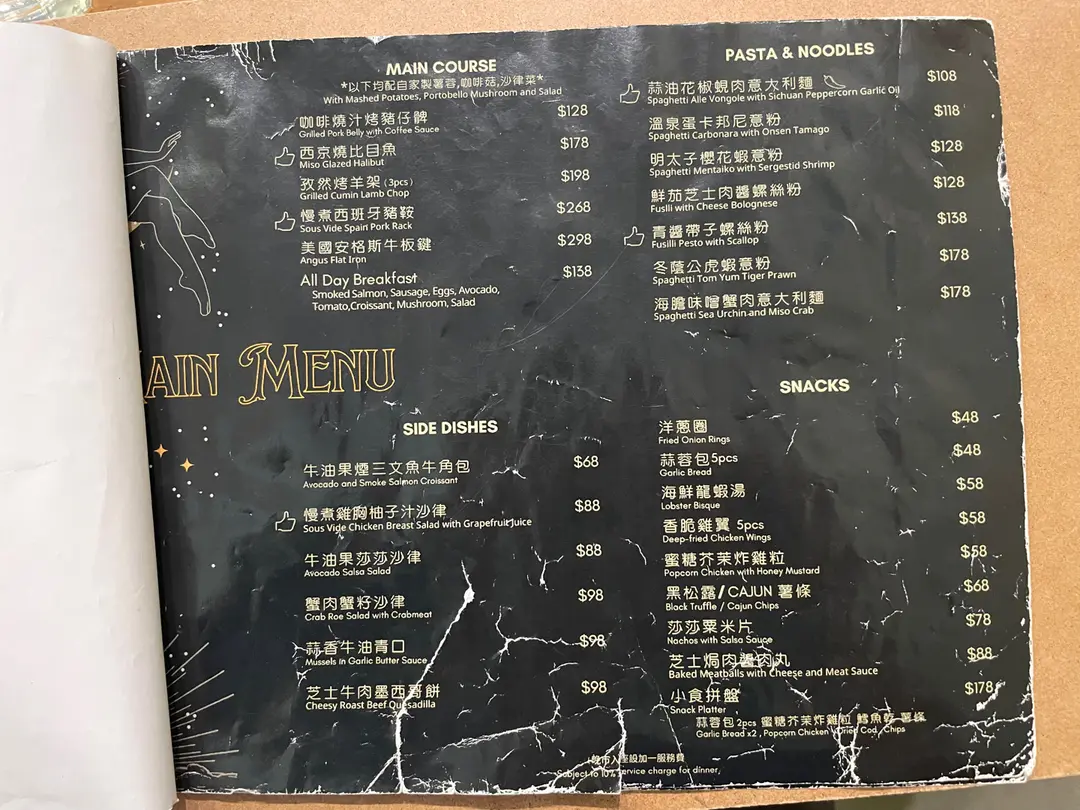 MAIN COURSE
*以下均配自家製薯蓉,咖啡菇,沙律菜*
With Mashed Potatoes, Portobello Mushroom and Salad
咖啡燒汁烤豬仔髀 $128
Grilled Pork Belly with Coffee Sauce
西京燒比目魚 $178
Miso Glazed Halibut
孜然烤羊架 (3pcs) $198
Grilled Cumin Lamb Chop
慢煮西班牙豬鞍 $268
Sous Vide Spain Pork Rack
美國安格斯牛板鍵 $298
Angus Flat Iron
All Day Breakfast $138
Smoked Salmon, Sausage, Eggs, Avocado,
Tomato,Croissant, Mushroom, Salad
PASTA & NOODLES
蒜油花椒蜆肉意大利麵 $108
Spaghetti Alle Vongole with Sichuan Peppercorn Garlic Oil
溫泉蛋卡邦尼意粉 $118
Spaghetti Carbonara with Onsen Tamago
明太子櫻花蝦意粉 $128
Spaghetti Mentaiko with Sergestid Shrimp
鮮茄芝士肉醬螺絲粉 $128
Fuslli with Cheese Bolognese
青醬帶子螺絲粉 $138
Fusilli Pesto with Scallop
冬蔭公虎蝦意粉 $178
Spaghetti Tom Yum Tiger Prawn
海膽味噌蟹肉意大利麵 $178
Spaghetti Sea Urchin and Miso Crab
AIN MENU
SIDE DISHES
牛油果煙三文魚牛角包 $68
Avocado and Smoke Salmon Croissant
慢煮雞胸柚子汁沙律 $88
Sous Vide Chicken Breast Salad with Grapefruit Juice
牛油果莎莎沙律 $88
Avocado Salsa Salad
蟹肉蟹籽沙律 $98
Crab Roe Salad with Crabmeat
蒜香牛油青口 $98
Mussels in Garlic Butter Sauce
芝士牛肉墨西哥餅 $98
Cheesy Roast Beef Quesadilla
SNACKS
洋蔥圈 $48
Fried Onion Rings
蒜蓉包5pcs $48
Garlic Bread
海鮮龍蝦湯 $58
Lobster Bisque
香脆雞翼 5pcs $58
Deep-fried Chicken Wings
蜜糖芥茉炸雞粒 $58
Popcorn Chicken with Honey Mustard
黑松露/CAJUN 薯條 $68
Black Truffle / Cajun Chips
莎莎粟米片 $78
Nachos with Salsa Sauce
芝士焗肉醬肉丸 $88
Baked Meatballs with Cheese and Meat Sauce
小食拼盤 $178
Snack Platter
蒜蓉包 2pcs 蜜糖芥茉炸雞粒 鱈魚乾 薯條
Garlic Bread x2 , Popcorn Chicken , Dried Cod , Chips
晚市入座設加一服務費
Subject to 10% service charge for dinner